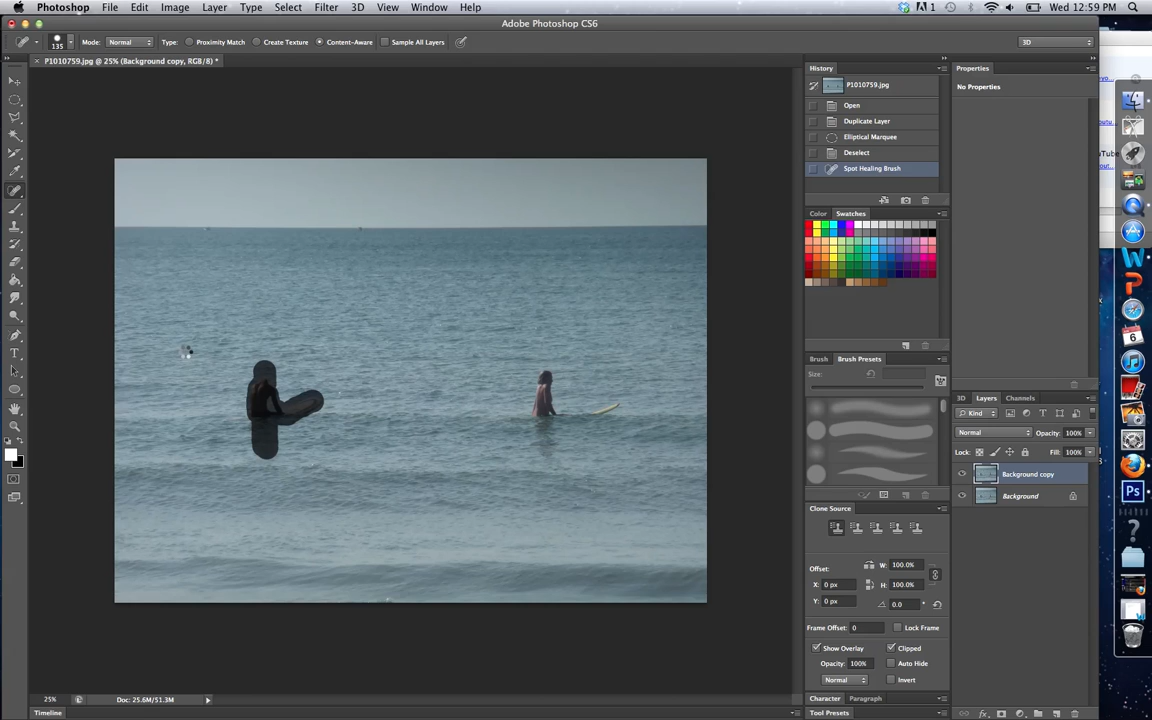 Photoshop File Edit Image Layer Type Select Filter 3D View Window Help
1 Wed 12:59 PM
Adobe Photoshop CS6
135 Mode: Normal Type: Proximity Match Create Texture Content-Aware Sample All Layers 3D
P1010759.jpg @ 25% (Background copy, RGB/8) *
History
P1010759.jpg
Open
Duplicate Layer
Elliptical Marquee
Deselect
Spot Healing Brush
Properties
No Properties
Color Swatches
Brush Brush Presets
Size:
3D Layers Channels
Kind
Normal Opacity: 100%
Lock: Fill: 100%
Background copy
Background
Clone Source
Offset: W: 100.0%
X: 0 px H: 100.0%
Y: 0 px 0.0 °
Frame Offset: 0 Lock Frame
Show Overlay Clipped
Opacity: 100% Auto Hide
Normal Invert
Character Paragraph
Tool Presets
25% Doc: 25.6M/51.3M
Timeline
6
Ps